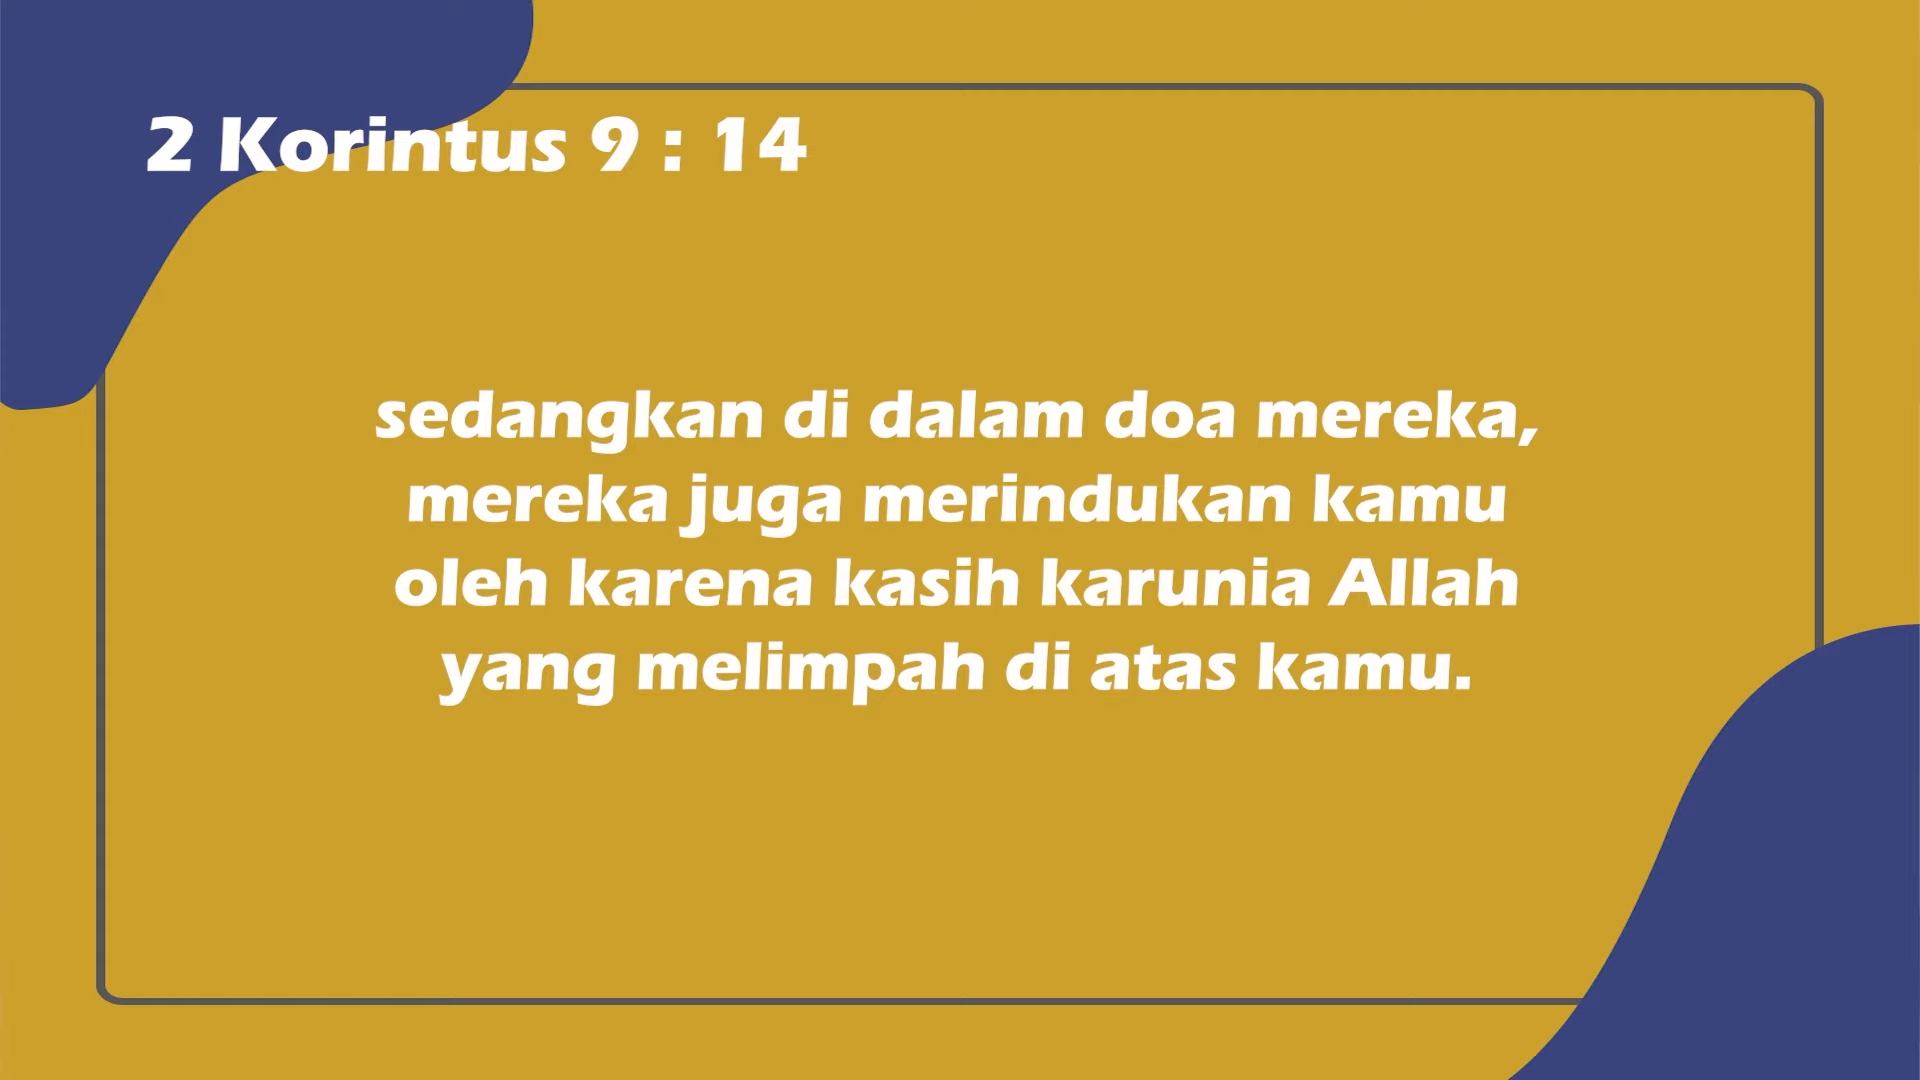 2 Korintus 9 : 14
sedangkan di dalam doa mereka,
mereka juga merindukan kamu
oleh karena kasih karunia Allah
yang melimpah di atas kamu.